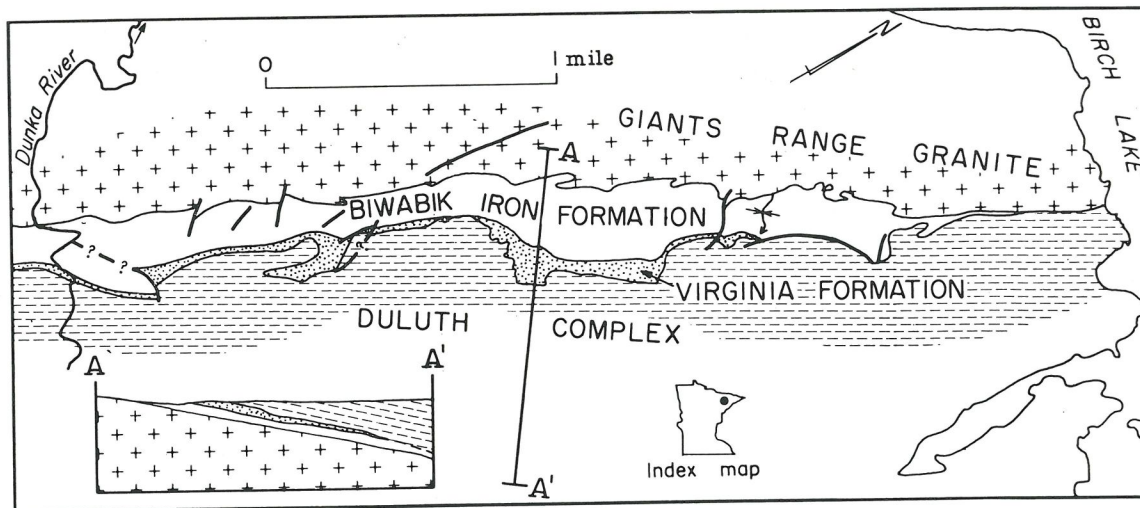 Dunka River
0 1 mile
N
BIRCH LAKE
GIANTS RANGE GRANITE
A
BIWABIK IRON FORMATION
? ?
?
VIRGINIA FORMATION
DULUTH COMPLEX
A A'
A'
Index map